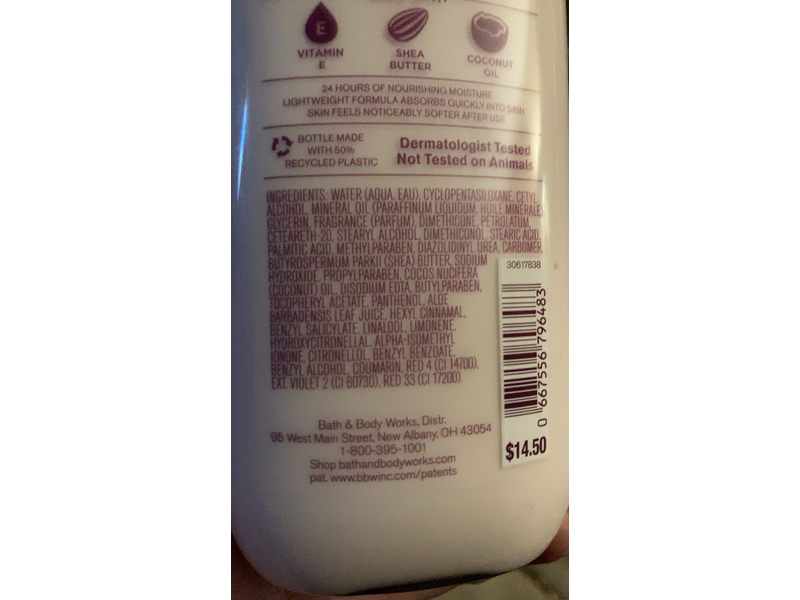 E
VITAMIN
E
SHEA
BUTTER
COCONUT
OIL
24 HOURS OF NOURISHING MOISTURE
LIGHTWEIGHT FORMULA ABSORBS QUICKLY INTO SKIN
SKIN FEELS NOTICEABLY SOFTER AFTER USE
BOTTLE MADE
WITH 50%
RECYCLED PLASTIC
Dermatologist Tested
Not Tested on Animals
INGREDIENTS: WATER (AQUA, EAU), CYCLOPENTASILOXANE, CETYL
ALCOHOL, MINERAL OIL (PARAFFINUM LIQUIDUM, HUILE MINERALE),
GLYCERIN, FRAGRANCE (PARFUM), DIMETHICONE, PETROLATUM,
CETEARETH-20, STEARYL ALCOHOL, DIMETHICONOL, STEARIC ACID,
PALMITIC ACID, METHYLPARABEN, DIAZOLIDINYL UREA, CARBOMER,
BUTYROSPERMUM PARKII (SHEA) BUTTER, SODIUM
HYDROXIDE, PROPYLPARABEN, COCOS NUCIFERA
(COCONUT) OIL, DISODIUM EDTA, BUTYLPARABEN,
TOCOPHERYL ACETATE, PANTHENOL, ALOE
BARBADENSIS LEAF JUICE, HEXYL CINNAMAL,
BENZYL SALICYLATE, LINALOOL, LIMONENE,
HYDROXYCITRONELLAL, ALPHA-ISOMETHYL
IONONE, CITRONELLOL, BENZYL BENZOATE,
BENZYL ALCOHOL, COUMARIN, RED 4 (CI 14700),
EXT. VIOLET 2 (CI 60730), RED 33 (CI 17200).
30617838
0 667556 796483
$14.50
Bath & Body Works, Distr.
95 West Main Street, New Albany, OH 43054
1-800-395-1001
Shop bathandbodyworks.com
pat. www.bbwinc.com/patents